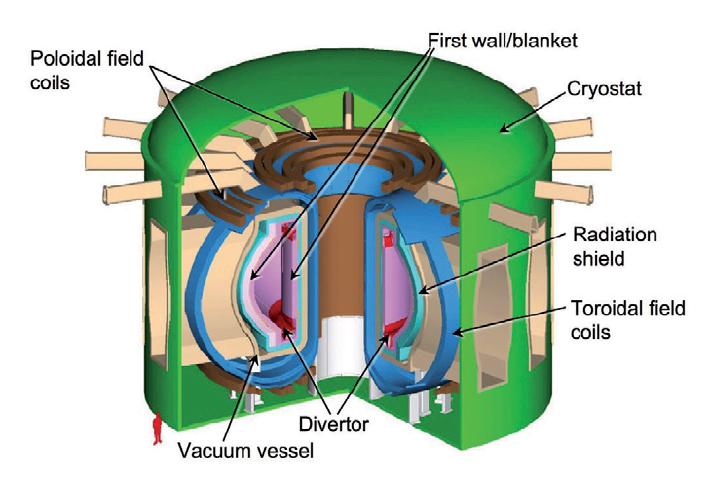 First wall/blanket
Poloidal field
coils
Cryostat
Radiation
shield
Toroidal field
coils
Divertor
Vacuum vessel